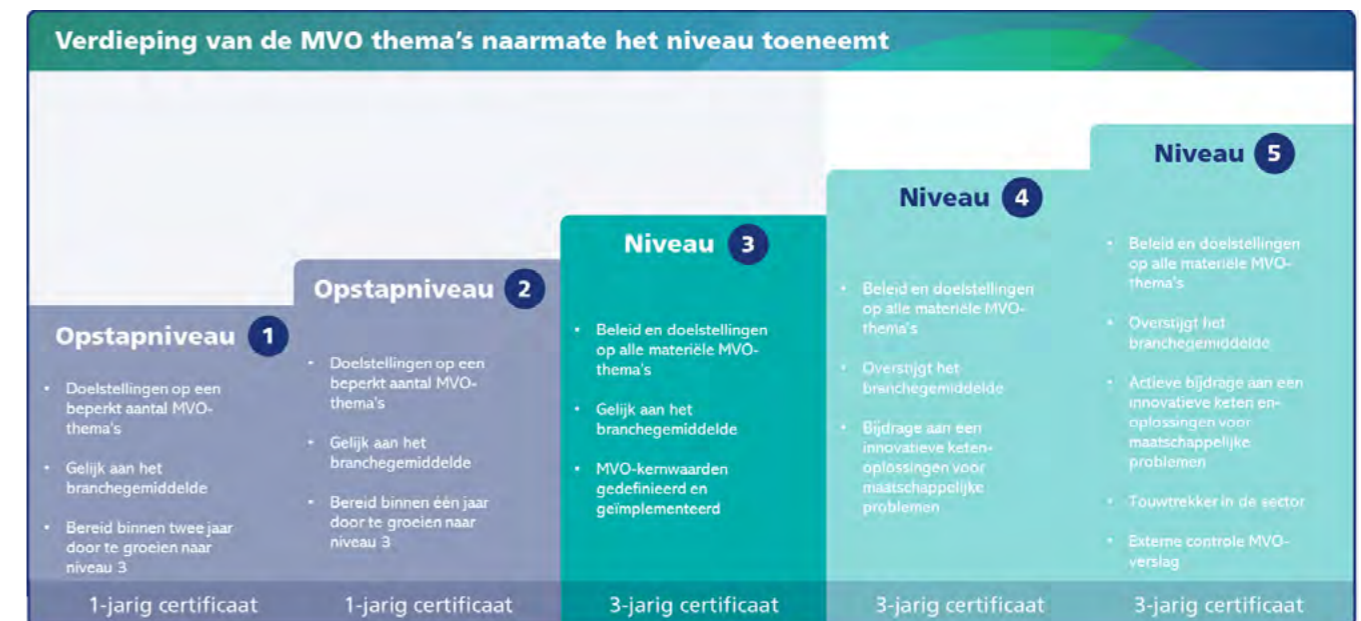 Verdieping van de MVO thema's naarmate het niveau toeneemt
Opstapniveau 1
• Doelstellingen op een
beperkt aantal MVO-
thema's
• Gelijk aan het
branchegemiddelde
• Bereid binnen twee jaar
door te groeien naar
niveau 3
1-jarig certificaat
Opstapniveau 2
• Doelstellingen op een
beperkt aantal MVO-
thema's
• Gelijk aan het
branchegemiddelde
• Bereid binnen één jaar
door te groeien naar
niveau 3
1-jarig certificaat
Niveau 3
• Beleid en doelstellingen
op alle materiële MVO-
thema's
• Gelijk aan het
branchegemiddelde
• MVO-kernwaarden
gedefinieerd en
geïmplementeerd
3-jarig certificaat
Niveau 4
• Beleid en doelstellingen
op alle materiële MVO-
thema's
• Overstijgt het
branchegemiddelde
• Bijdrage aan een
innovatieve keten-
oplossingen voor
maatschappelijke
problemen
3-jarig certificaat
Niveau 5
• Beleid en doelstellingen
op alle materiële MVO-
thema's
• Overstijgt het
branchegemiddelde
• Actieve bijdrage aan een
innovatieve keten en-
oplossingen voor
maatschappelijke
problemen
• Touwtrekker in de sector
• Externe controle MVO-
verslag
3-jarig certificaat